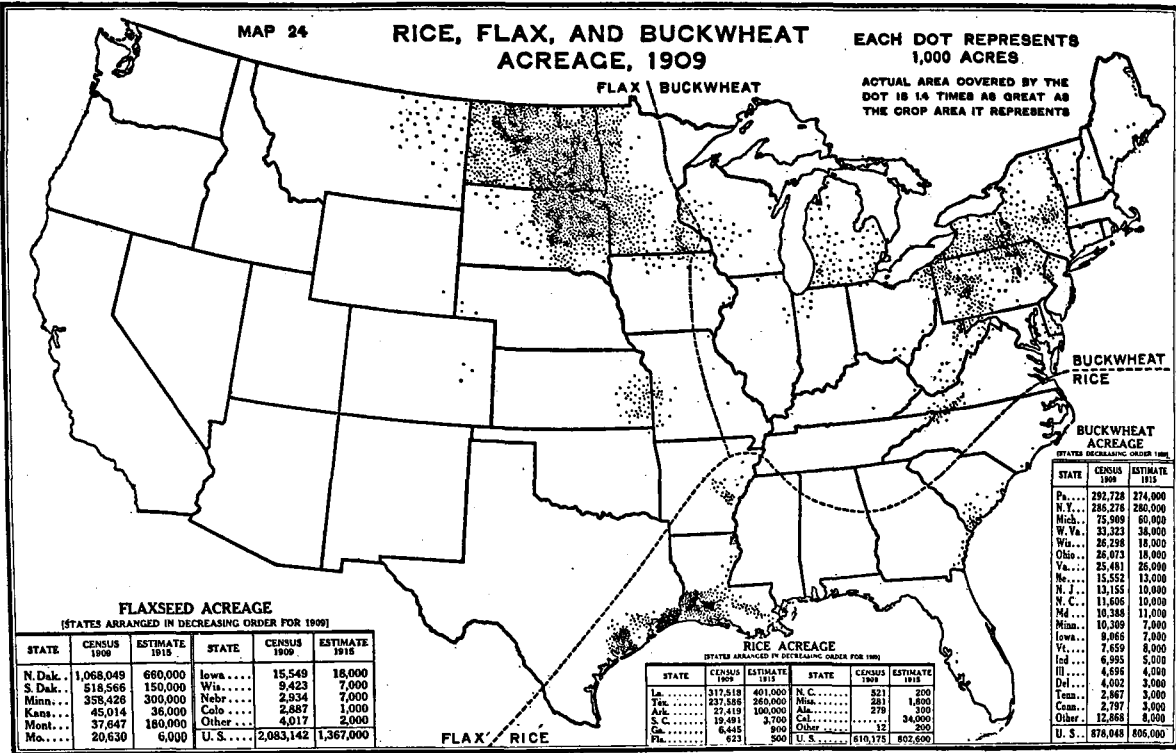 MAP 24
RICE, FLAX, AND BUCKWHEAT
ACREAGE, 1909
EACH DOT REPRESENTS
1,000 ACRES
ACTUAL AREA COVERED BY THE
DOT IS 1.4 TIMES AS GREAT AS
THE CROP AREA IT REPRESENTS
FLAX BUCKWHEAT
BUCKWHEAT
RICE
FLAX RICE
BUCKWHEAT
ACREAGE
[STATES DECREASING ORDER 1909]
STATE CENSUS 1909 ESTIMATE 1915
Pa.... 292,728 274,000
N.Y... 286,276 280,000
Mich.. 75,909 60,000
W.Va. 33,323 38,000
Wis... 26,298 18,000
Ohio.. 26,073 18,000
Va.... 25,481 26,000
Me.... 15,552 13,000
N.J... 13,155 10,000
N.C... 11,606 10,000
Md... 10,388 11,000
Minn.. 10,309 7,000
Iowa.. 9,066 7,000
Vt.... 7,659 8,000
Ind... 6,995 5,000
Ill.... 4,696 4,000
Del... 4,002 3,000
Tenn.. 2,867 3,000
Conn.. 2,797 3,000
Other. 12,868 8,000
U.S.. 878,048 806,000
FLAXSEED ACREAGE
[STATES ARRANGED IN DECREASING ORDER FOR 1909]
STATE CENSUS 1909 ESTIMATE 1915 STATE CENSUS 1909 ESTIMATE 1915
N.Dak.. 1,068,049 660,000 Iowa.... 15,549 18,000
S.Dak.. 518,566 150,000 Wis.... 9,423 7,000
Minn... 358,426 300,000 Nebr... 2,934 7,000
Kans... 45,014 36,000 Colo... 2,887 1,000
Mont... 37,647 180,000 Other.. 4,017 2,000
Mo..... 20,630 6,000 U.S..... 2,083,142 1,367,000
RICE ACREAGE
[STATES ARRANGED IN DECREASING ORDER FOR 1909]
STATE CENSUS 1909 ESTIMATE 1915 STATE CENSUS 1909 ESTIMATE 1915
La...... 317,518 401,000 N.C..... 521 200
Tex..... 237,586 260,000 Miss.... 281 1,800
Ark..... 27,419 100,000 Ala..... 279 300
S.C..... 19,491 3,700 Cal..... ....... 34,000
Ga...... 6,445 900 Other... 12 200
Fla..... 623 500 U.S.... 610,175 802,600